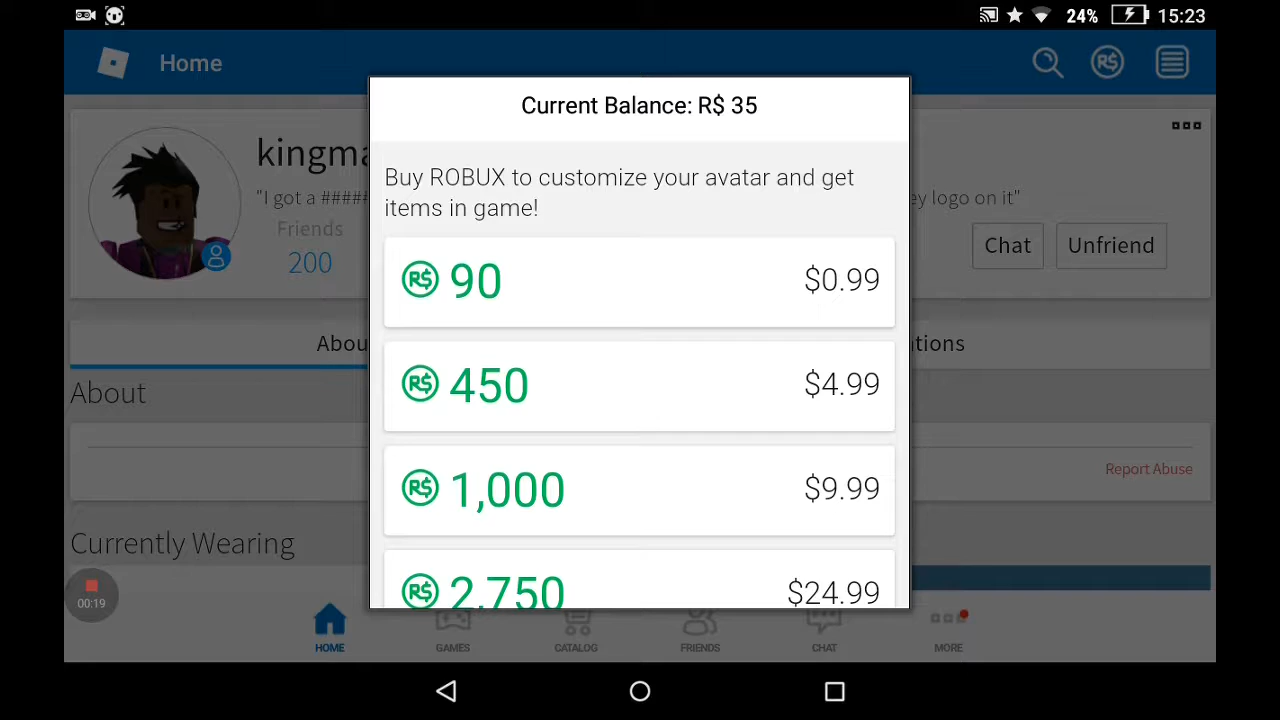 24% 15:23
Home
Current Balance: R$ 35
kingma
Buy ROBUX to customize your avatar and get
items in game!
"I got a #####
ey logo on it"
Friends
200
Chat Unfriend
R$ 90 $0.99
R$ 450 $4.99
R$ 1,000 $9.99
R$ 2,750 $24.99
Abou
tions
About
Report Abuse
Currently Wearing
00:19
HOME GAMES CATALOG FRIENDS CHAT MORE